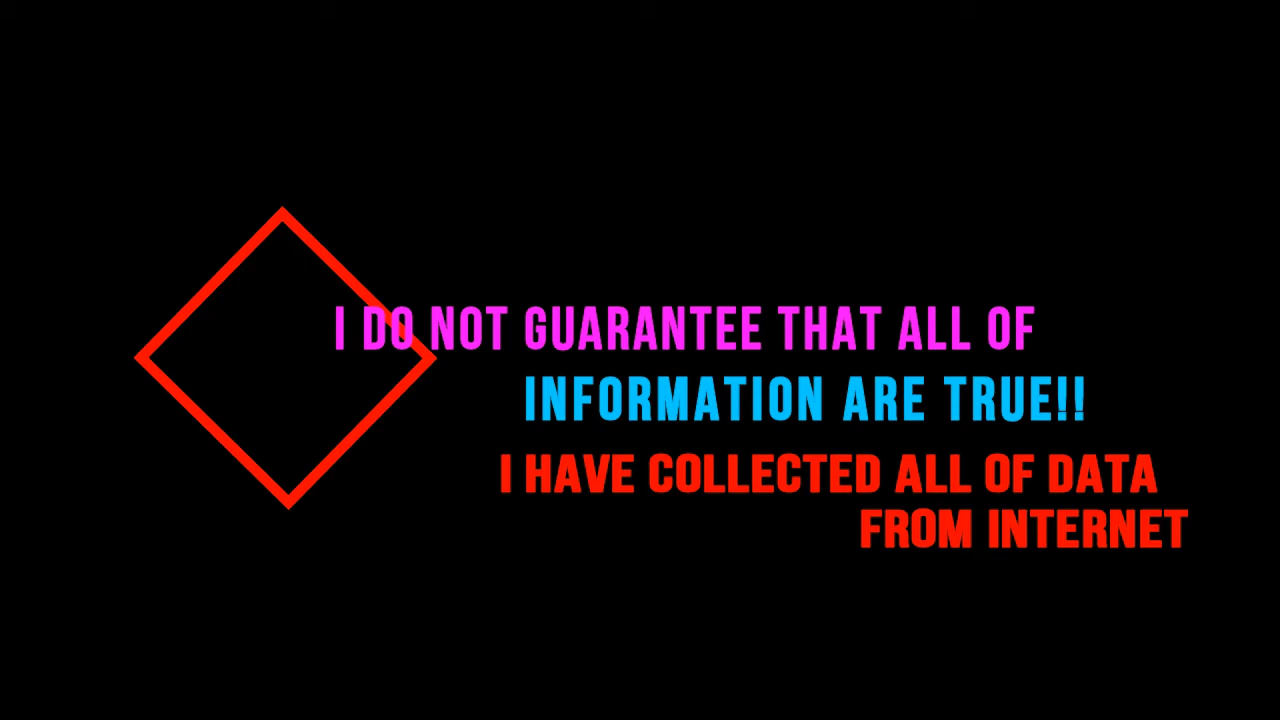 I DO NOT GUARANTEE THAT ALL OF
INFORMATION ARE TRUE!!
I HAVE COLLECTED ALL OF DATA
FROM INTERNET